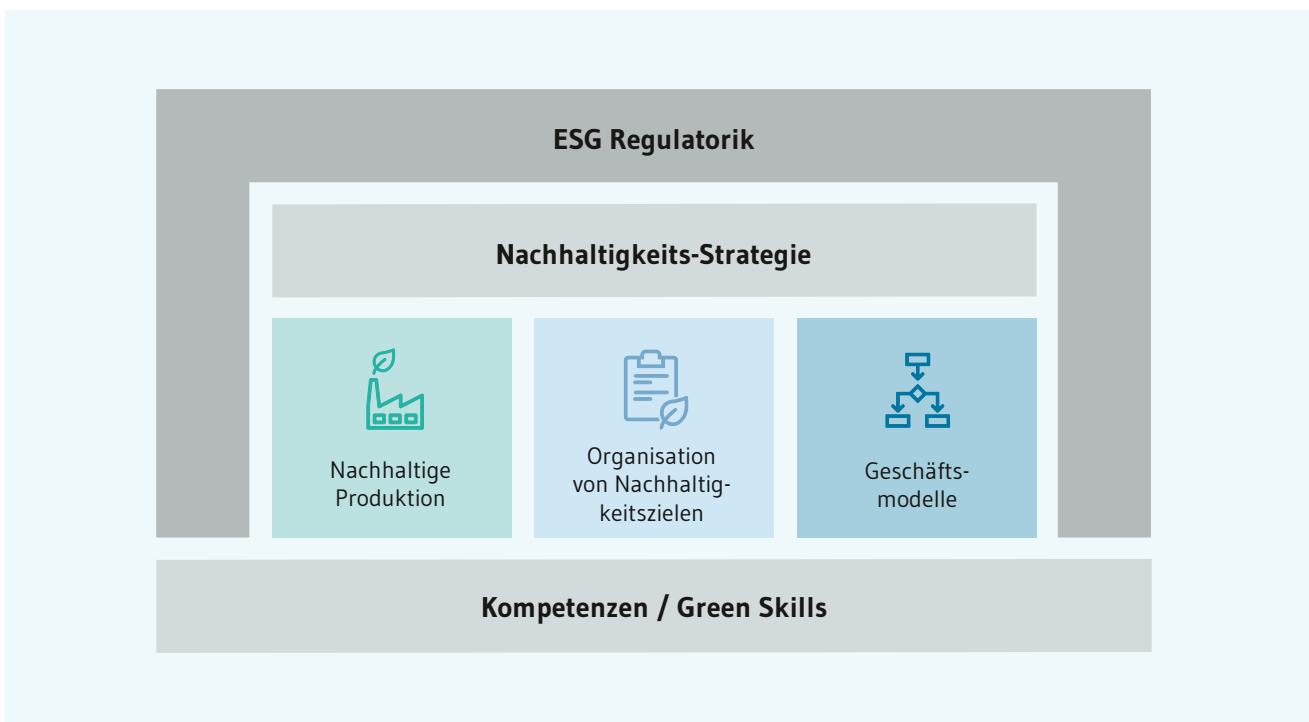 ESG Regulatorik
Nachhaltigkeits-Strategie
Nachhaltige
Produktion
Organisation
von Nachhaltig-
keitszielen
Geschäfts-
modelle
Kompetenzen / Green Skills